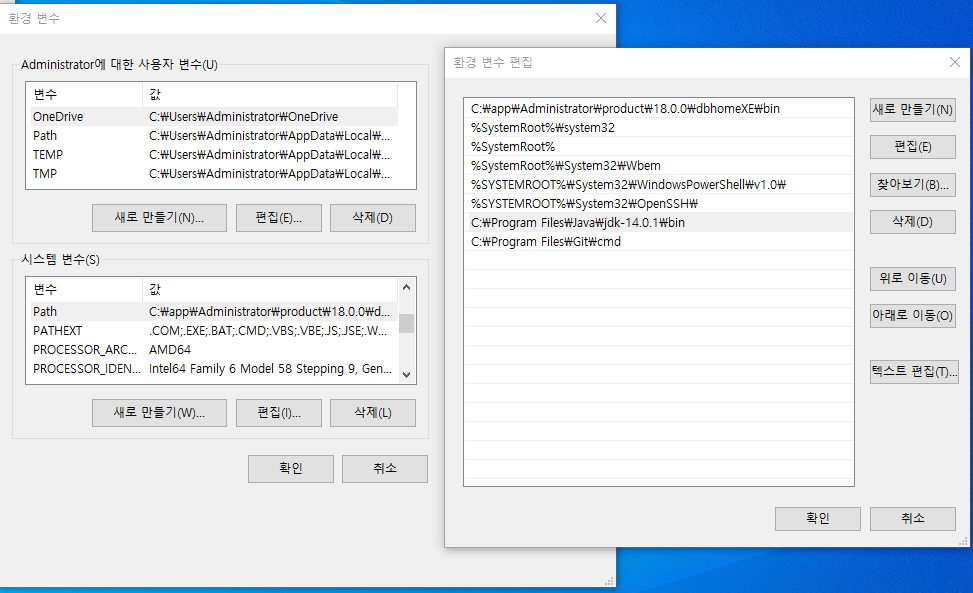 환경 변수
Administrator에 대한 사용자 변수(U)
변수 값
OneDrive C:₩Users₩Administrator₩OneDrive
Path C:₩Users₩Administrator₩AppData₩Local₩...
TEMP C:₩Users₩Administrator₩AppData₩Local₩...
TMP C:₩Users₩Administrator₩AppData₩Local₩...
새로 만들기(N)... 편집(E)... 삭제(D)
시스템 변수(S)
변수 값
Path C:₩app₩Administrator₩product₩18.0.0₩d...
PATHEXT .COM;.EXE;.BAT;.CMD;.VBS;.VBE;.JS;.JSE;.W...
PROCESSOR_ARC... AMD64
PROCESSOR_IDEN... Intel64 Family 6 Model 58 Stepping 9, Gen...
새로 만들기(W)... 편집(I)... 삭제(L)
확인 취소
환경 변수 편집
C:₩app₩Administrator₩product₩18.0.0₩dbhomeXE₩bin
%SystemRoot%₩system32
%SystemRoot%
%SystemRoot%₩System32₩Wbem
%SYSTEMROOT%₩System32₩WindowsPowerShell₩v1.0₩
%SYSTEMROOT%₩System32₩OpenSSH₩
C:₩Program Files₩Java₩jdk-14.0.1₩bin
C:₩Program Files₩Git₩cmd
새로 만들기(N)
편집(E)
찾아보기(B)...
삭제(D)
위로 이동(U)
아래로 이동(O)
텍스트 편집(T)...
확인 취소